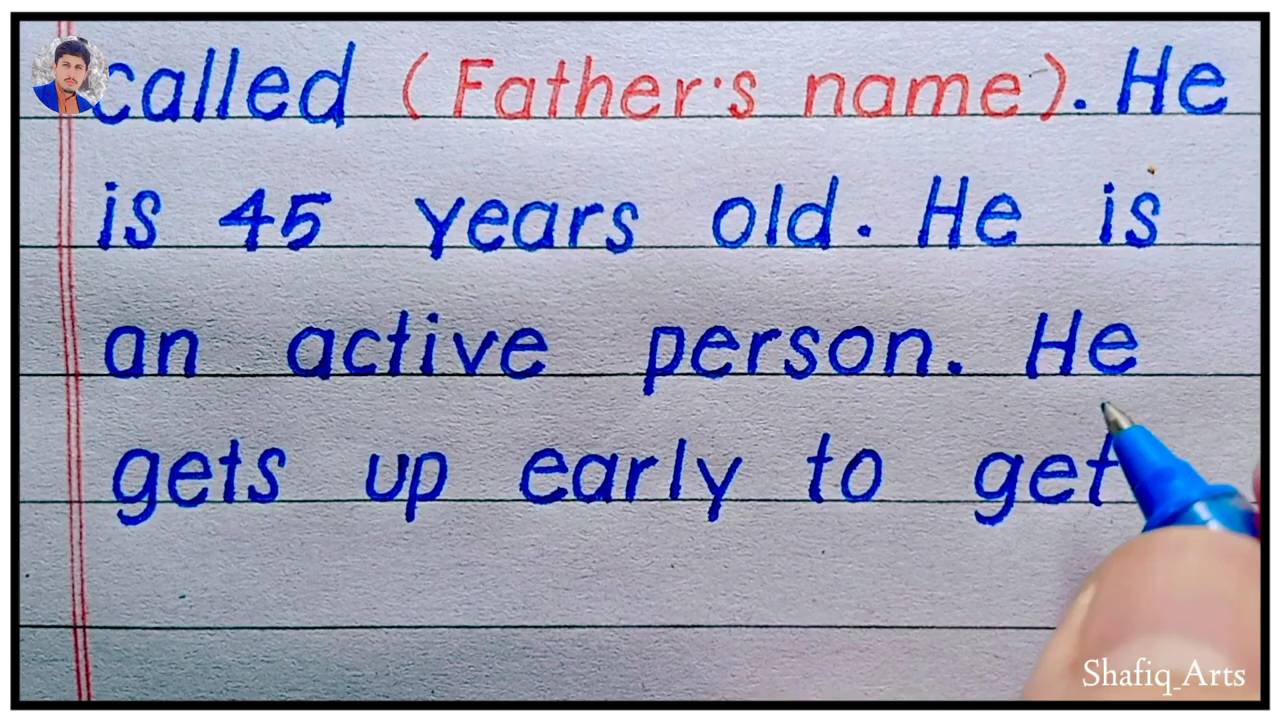 called (Father's name). He
is 45 years old. He is
an active person. He
gets up early to get
Shafiq_Arts